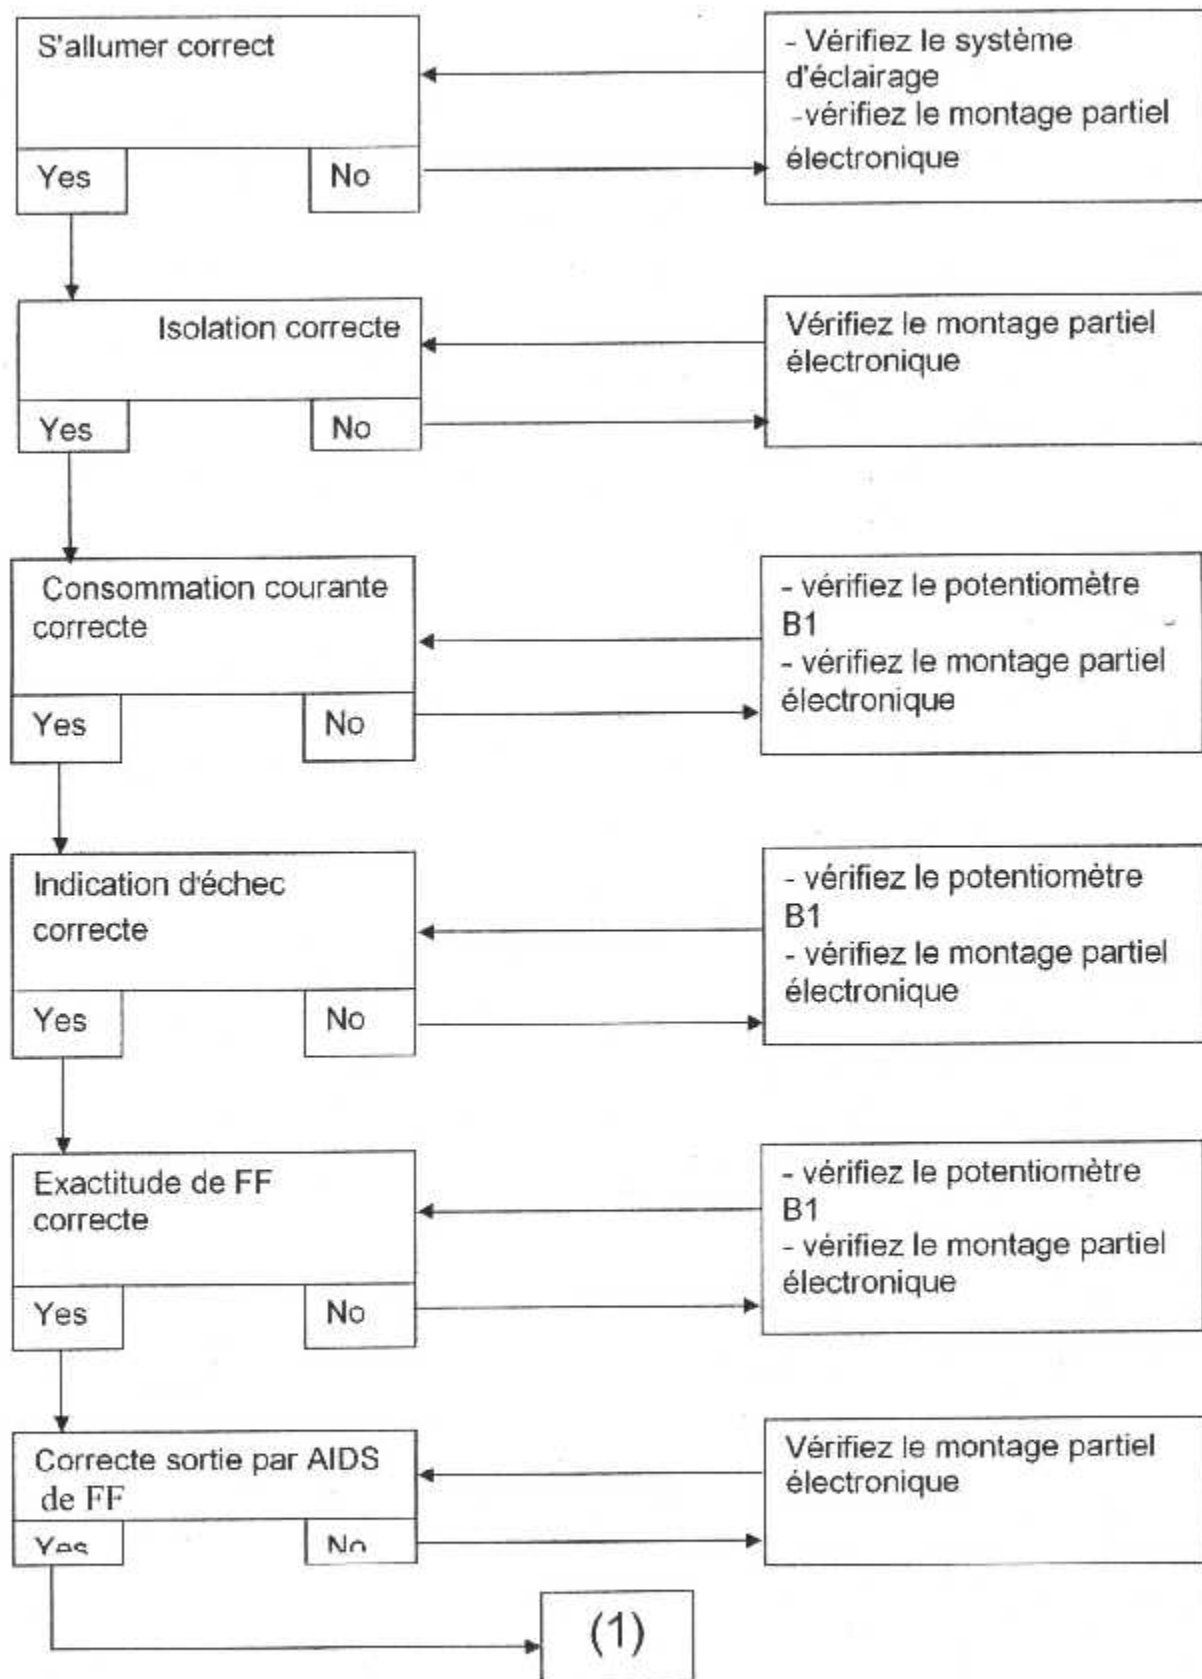 S'allumer correct
Yes
No
- Vérifiez le système
d'éclairage
-vérifiez le montage partiel
électronique
Isolation correcte
Yes
No
Vérifiez le montage partiel
électronique
Consommation courante
correcte
Yes
No
- vérifiez le potentiomètre
B1
- vérifiez le montage partiel
électronique
Indication d'échec
correcte
Yes
No
- vérifiez le potentiomètre
B1
- vérifiez le montage partiel
électronique
Exactitude de FF
correcte
Yes
No
- vérifiez le potentiomètre
B1
- vérifiez le montage partiel
électronique
Correcte sortie par AIDS
de FF
Yes
No
Vérifiez le montage partiel
électronique
(1)